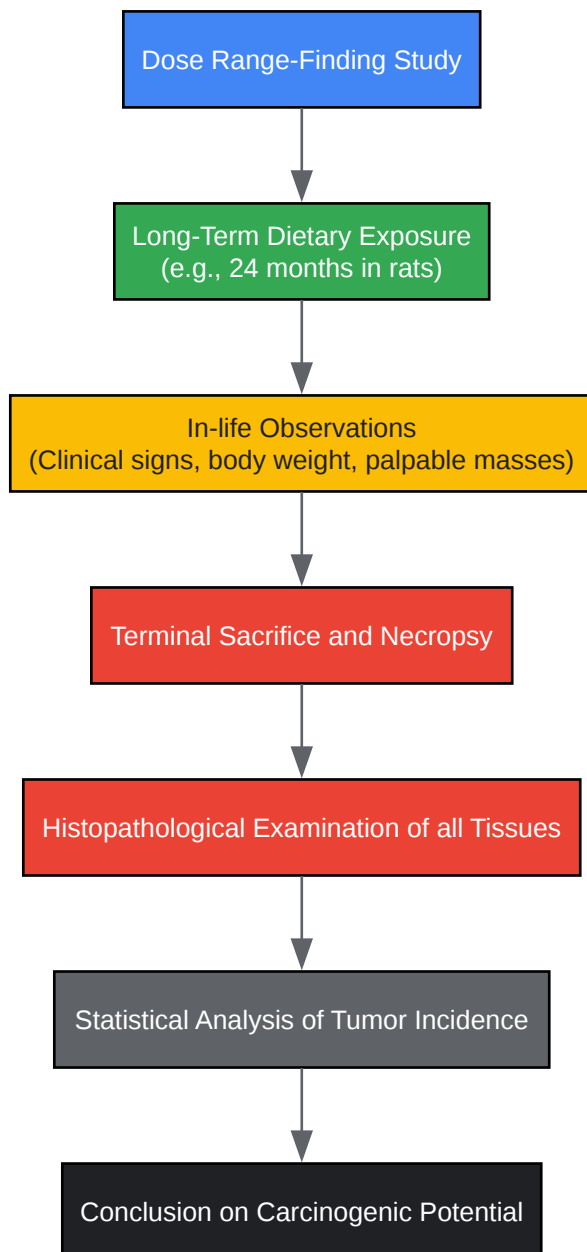 Dose Range-Finding Study
Long-Term Dietary Exposure
(e.g., 24 months in rats)
In-life Observations
(Clinical signs, body weight, palpable masses)
Terminal Sacrifice and Necropsy
Histopathological Examination of all Tissues
Statistical Analysis of Tumor Incidence
Conclusion on Carcinogenic Potential